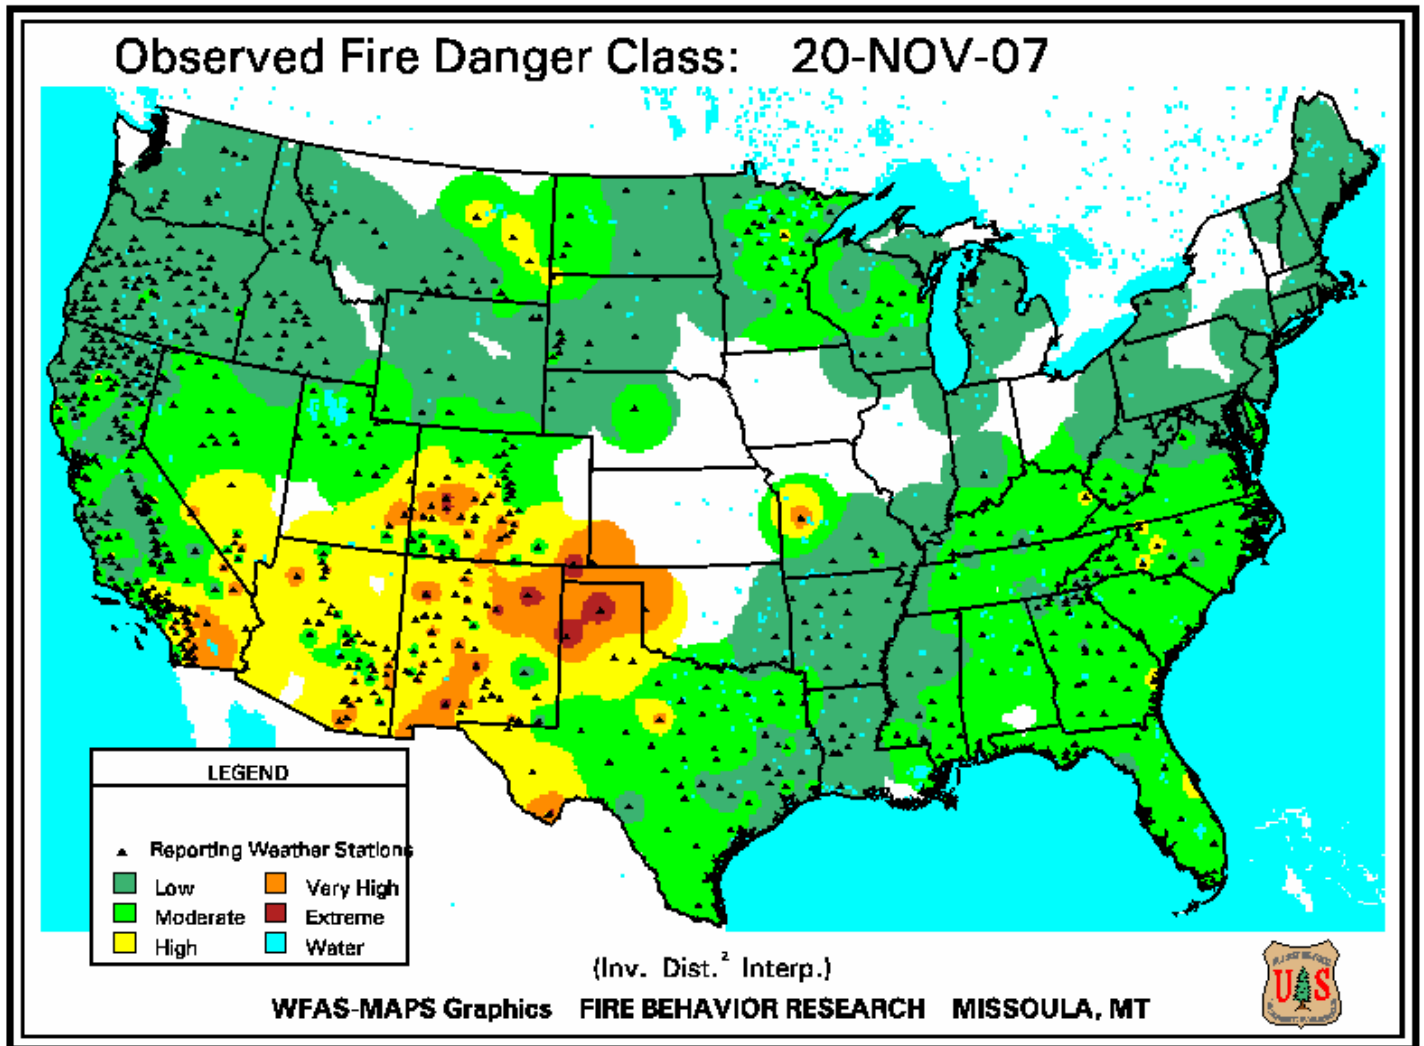 Observed Fire Danger Class: 20-NOV-07
LEGEND
Reporting Weather Stations
Low
Very High
Moderate
Extreme
High
Water
(Inv. Dist.² Interp.)
WFAS-MAPS Graphics FIRE BEHAVIOR RESEARCH MISSOULA, MT
US